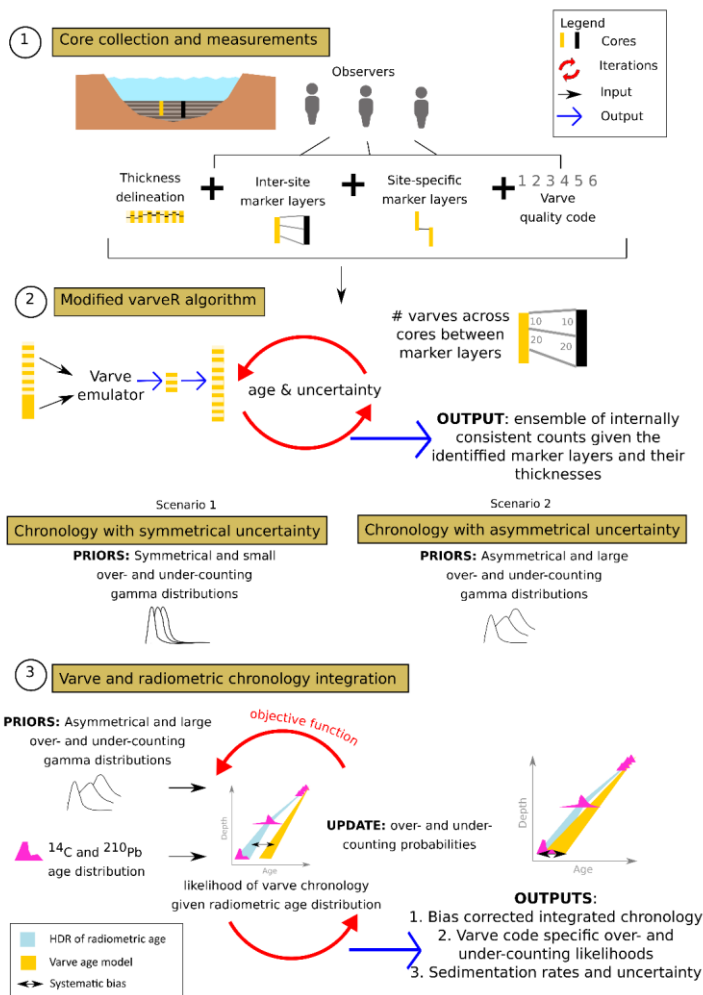 1
Core collection and measurements
Legend
Cores
Iterations
Input
Output
Observers
Thickness
delineation
+
Inter-site
marker layers
+
Site-specific
marker layers
+
1 2 3 4 5 6
Varve
quality code
2
Modified varveR algorithm
# varves across
cores between
marker layers
10 10
20 20
Varve
emulator
age & uncertainty
OUTPUT: ensemble of internally
consistent counts given the
identiffied marker layers and their
thicknesses
Scenario 1
Chronology with symmetrical uncertainty
PRIORS: Symmetrical and small
over- and under-counting
gamma distributions
Scenario 2
Chronology with asymmetrical uncertainty
PRIORS: Asymmetrical and large
over- and under-counting
gamma distributions
3
Varve and radiometric chronology integration
PRIORS: Asymmetrical and large
over- and under-counting
gamma distributions
objective function
14C and 210Pb
age distribution
Depth
Age
UPDATE: over- and under-
counting probabilities
likelihood of varve chronology
given radiometric age distribution
Depth
Age
OUTPUTS:
1. Bias corrected integrated chronology
2. Varve code specific over- and
under-counting likelihoods
3. Sedimentation rates and uncertainty
HDR of radiometric age
Varve age model
Systematic bias